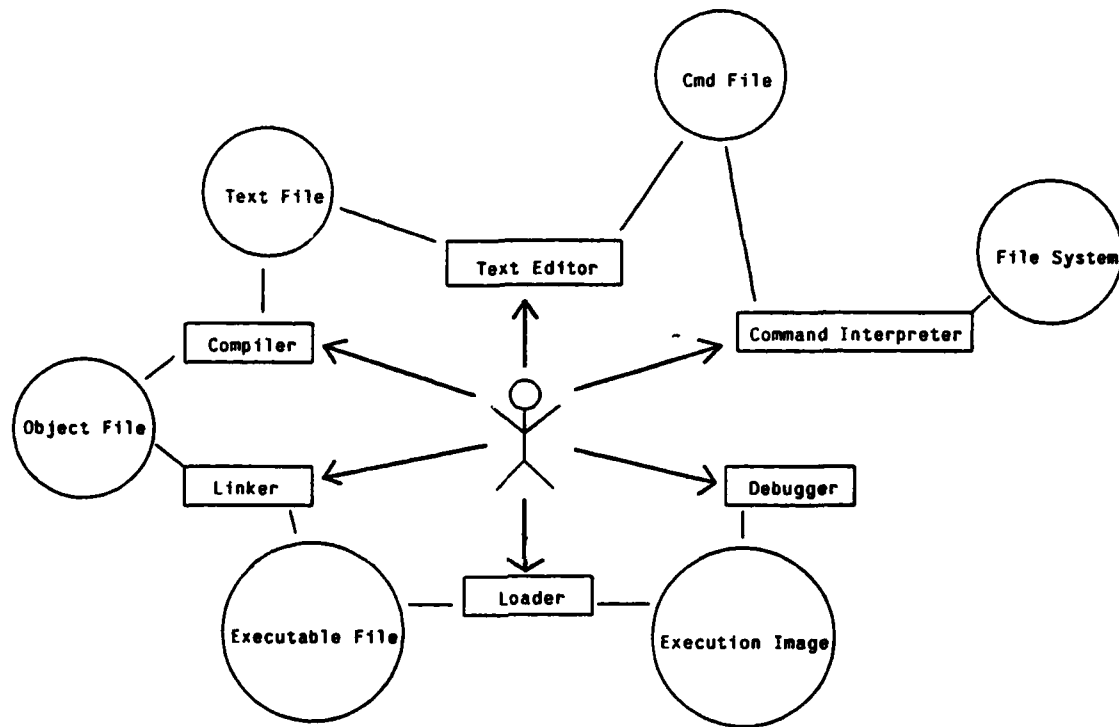 Cmd File
Text File
File System
Text Editor
Command Interpreter
Compiler
Object File
Linker
Debugger
Loader
Executable File
Execution Image